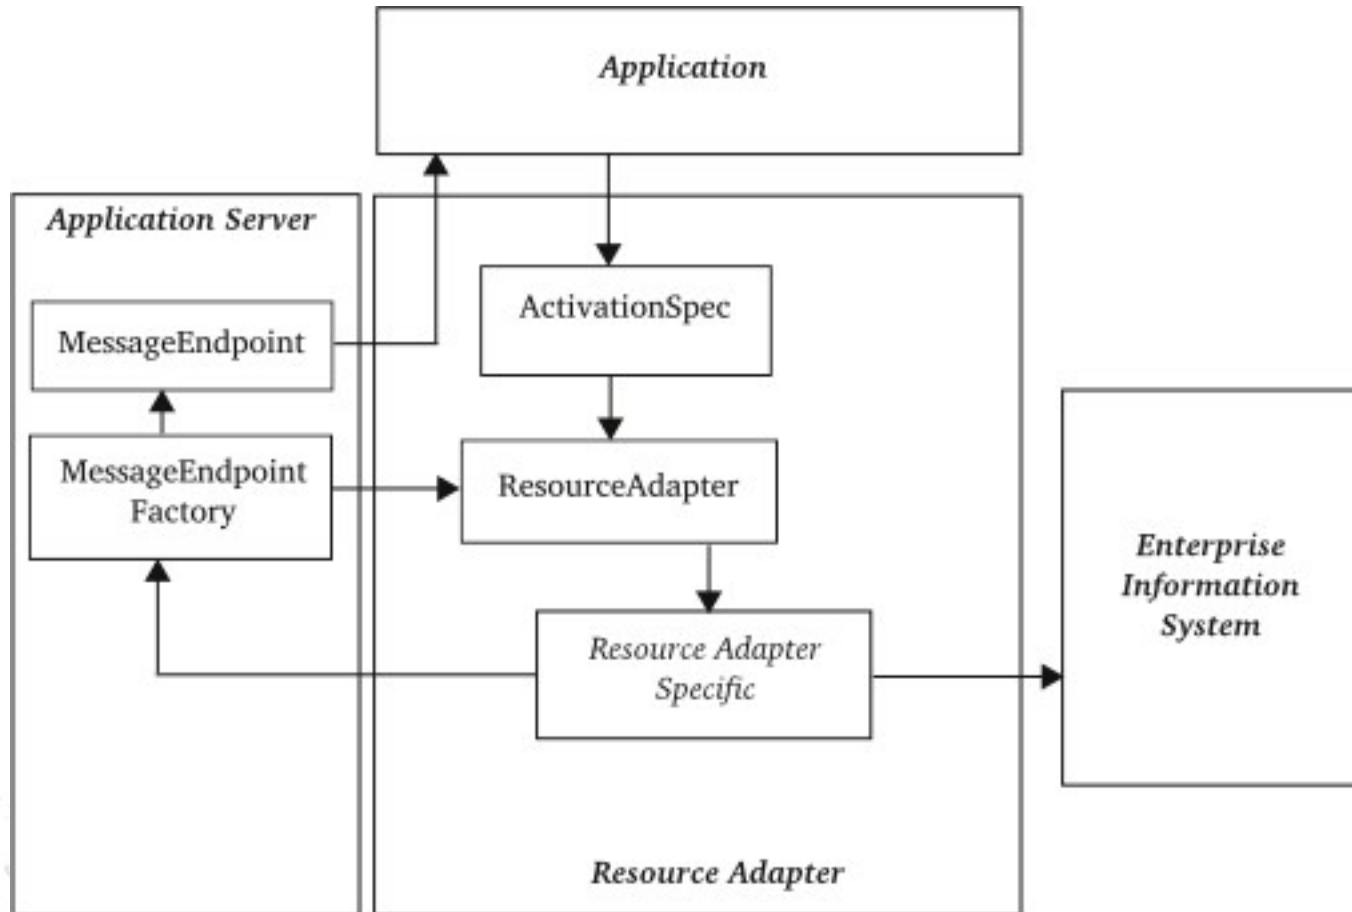 Application
Application Server
MessageEndpoint
MessageEndpoint
Factory
ActivationSpec
ResourceAdapter
Resource Adapter
Specific
Resource Adapter
Enterprise
Information
System